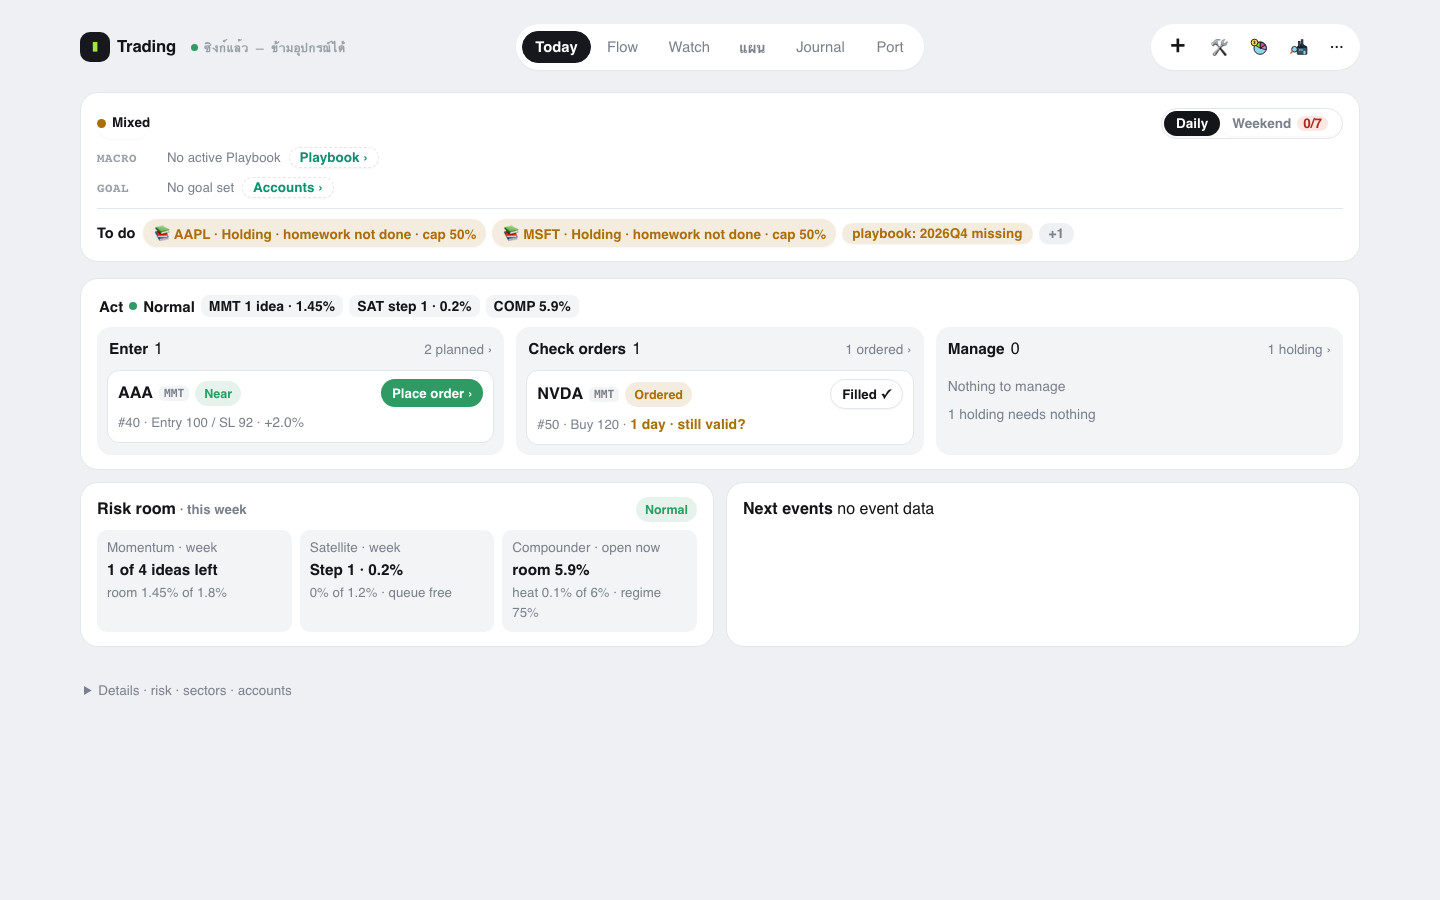 Trading ซิงก์แล้ว — ข้ามอุปกรณ์ได้ Today Flow Watch แผน Journal Port + ···
Mixed Daily Weekend 0/7
MACRO No active Playbook Playbook ›
GOAL No goal set Accounts ›
To do AAPL · Holding · homework not done · cap 50% MSFT · Holding · homework not done · cap 50% playbook: 2026Q4 missing +1
Act Normal MMT 1 idea · 1.45% SAT step 1 · 0.2% COMP 5.9%
Enter 1 2 planned ›
AAA MMT Near Place order ›
#40 · Entry 100 / SL 92 · +2.0%
Check orders 1 1 ordered ›
NVDA MMT Ordered Filled ✓
#50 · Buy 120 · 1 day · still valid?
Manage 0 1 holding ›
Nothing to manage
1 holding needs nothing
Risk room · this week Normal
Momentum · week
1 of 4 ideas left
room 1.45% of 1.8%
Satellite · week
Step 1 · 0.2%
0% of 1.2% · queue free
Compounder · open now
room 5.9%
heat 0.1% of 6% · regime
75%
Next events no event data
▶ Details · risk · sectors · accounts